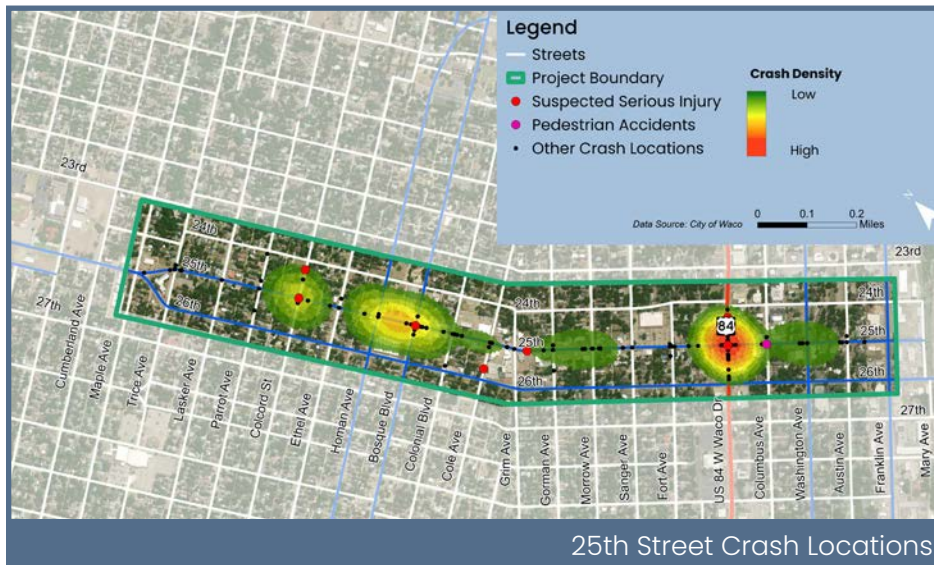 Legend
Streets
Project Boundary
Suspected Serious Injury
Pedestrian Accidents
Other Crash Locations
Crash Density
Low
High
Data Source: City of Waco
0 0.1 0.2
Miles
N
23rd
23rd
24th
24th
24th
25th
25th
25th
26th
26th
26th
27th
27th
84
Cumberland Ave
Maple Ave
Trice Ave
Lasker Ave
Parrot Ave
Colcord St
Ethel Ave
Homan Ave
Bosque Blvd
Colonial Blvd
Cole Ave
Grim Ave
Gorman Ave
Morrow Ave
Sanger Ave
Fort Ave
US 84 W Waco Dr
Columbus Ave
Washington Ave
Austin Ave
Franklin Ave
Mary Ave
25th Street Crash Locations